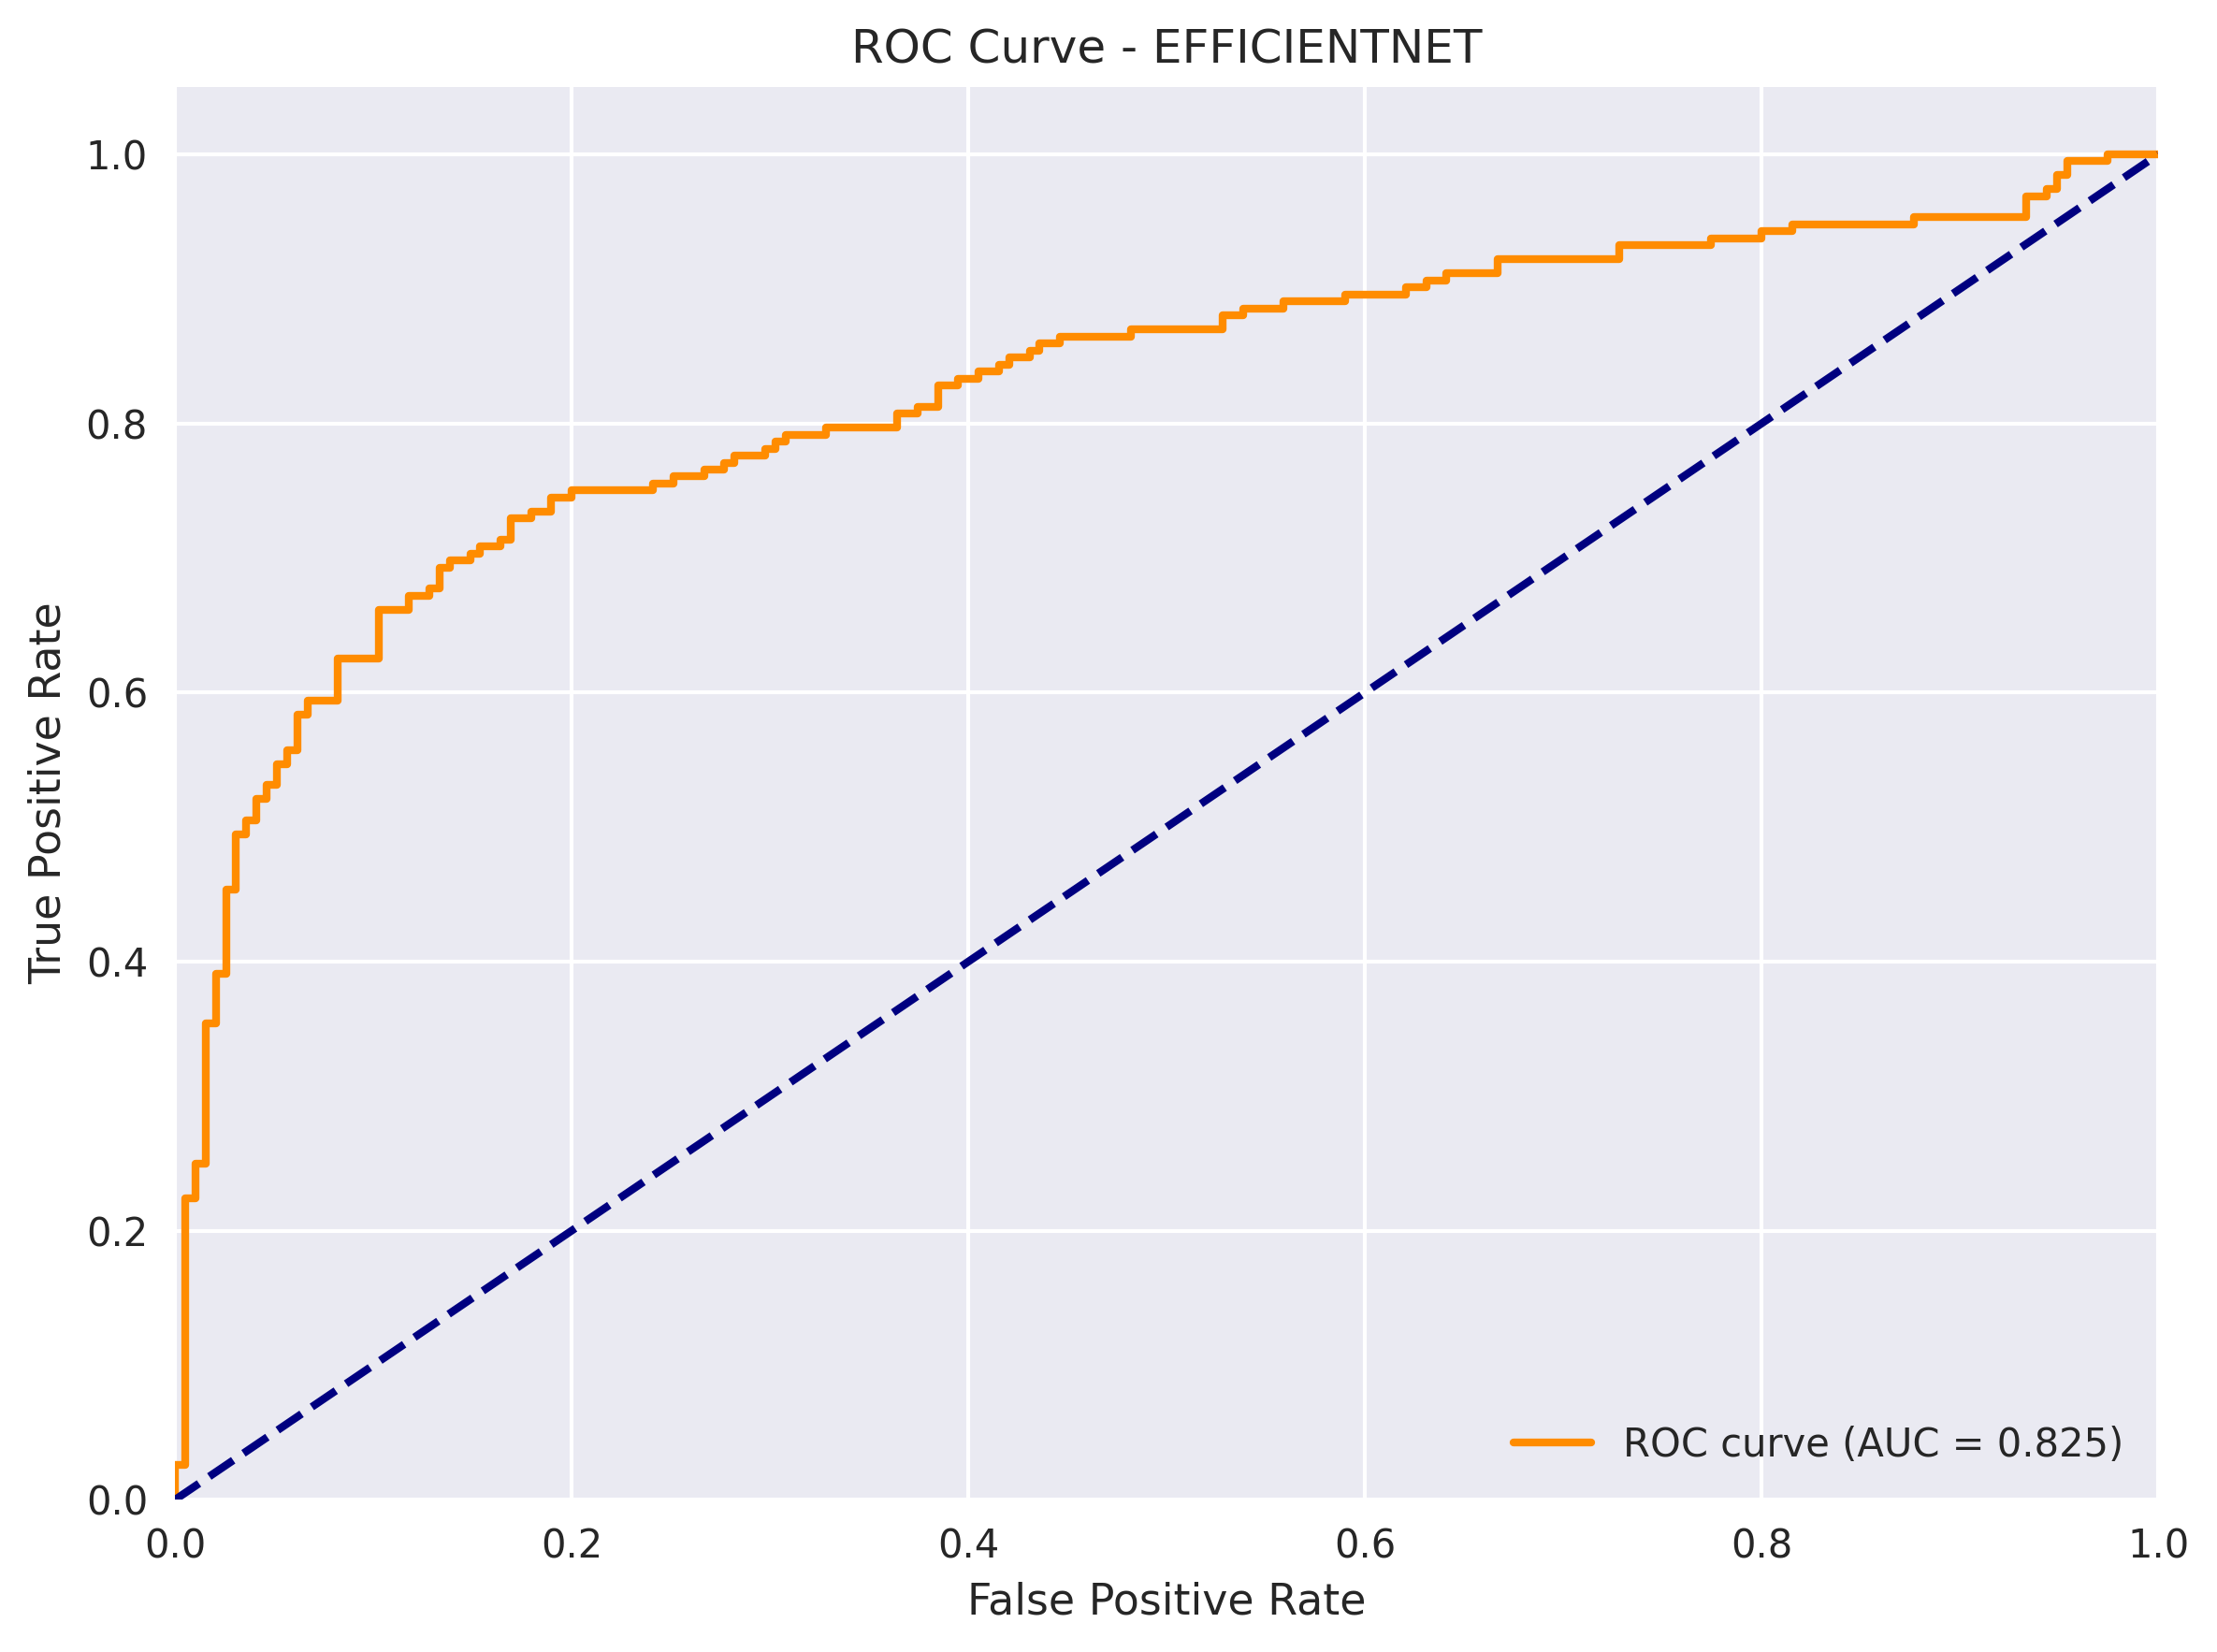 ROC Curve - EFFICIENTNET
True Positive Rate
1.0
0.8
0.6
0.4
0.2
0.0
ROC curve (AUC = 0.825)
0.0 0.2 0.4 0.6 0.8 1.0
False Positive Rate